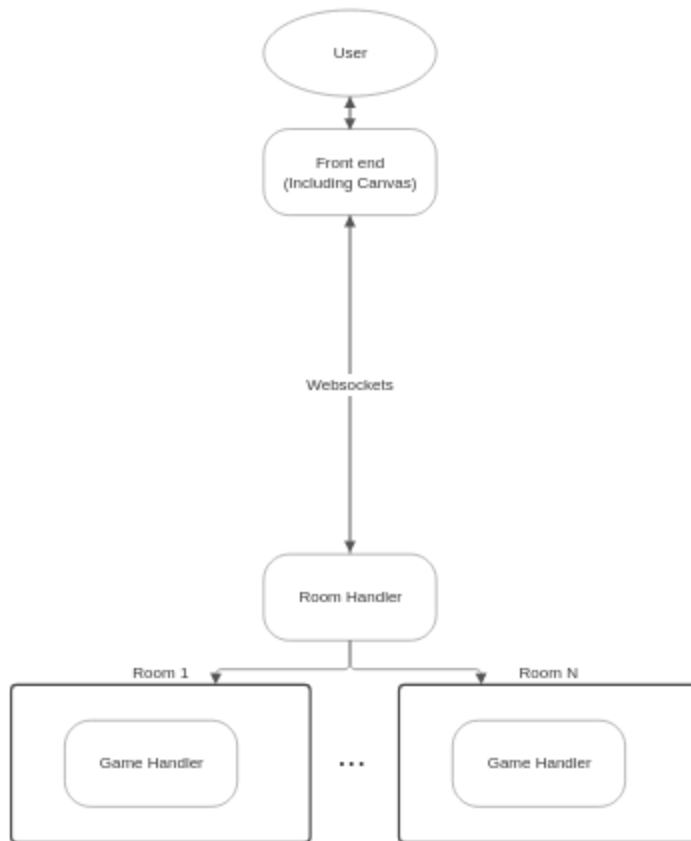 User
Front end
(Including Canvas)
Websockets
Room Handler
Room 1
Room N
Game Handler
...
Game Handler